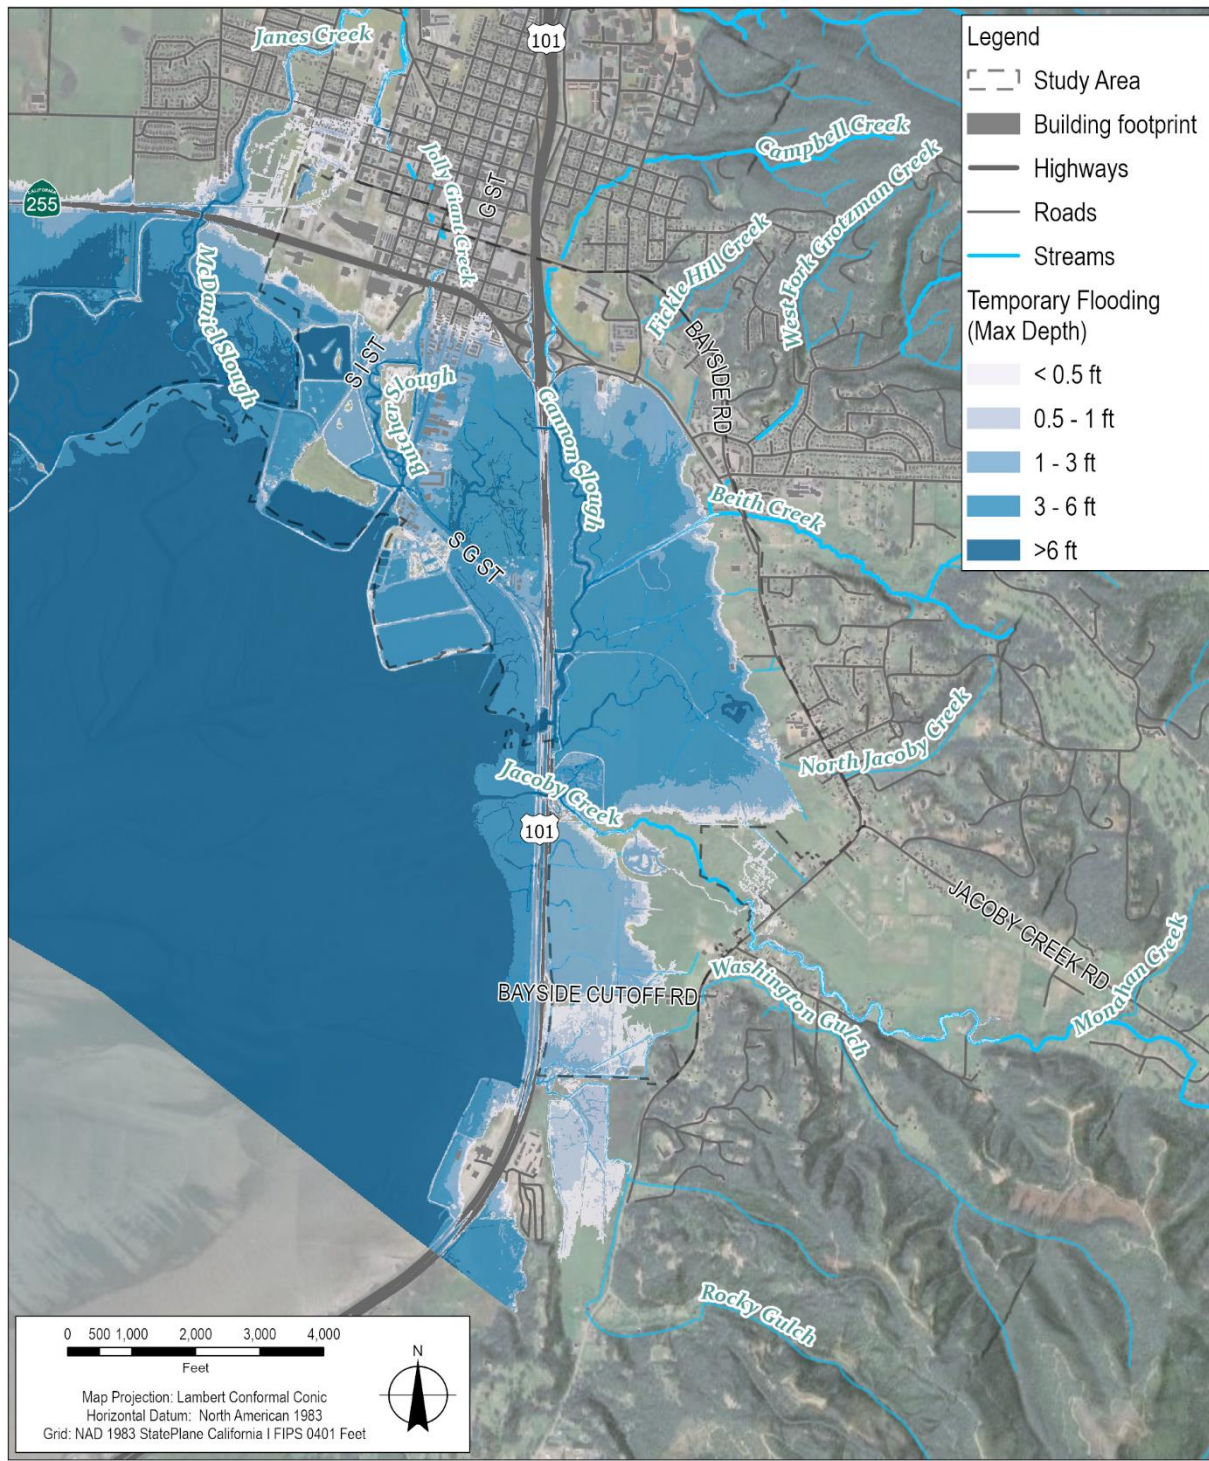 Janes Creek
101
Legend
Study Area
Building footprint
Highways
Roads
Streams
Temporary Flooding
(Max Depth)
< 0.5 ft
0.5 - 1 ft
1 - 3 ft
3 - 6 ft
>6 ft
Campbell Creek
Jolly Giant Creek
G ST
West Fork Grotzman Creek
CALIFORNIA
255
Fickle Hill Creek
McDaniel Slough
BAYSIDE RD
S I ST
Butchers Slough
Gannon Slough
Beith Creek
S G ST
North Jacoby Creek
Jacoby Creek
101
JACOBY CREEK RD
BAYSIDE CUTOFF RD
Washington Gulch
Mondvan Creek
Rocky Gulch
0 500 1,000 2,000 3,000 4,000
Feet
N
Map Projection: Lambert Conformal Conic
Horizontal Datum: North American 1983
Grid: NAD 1983 StatePlane California I FIPS 0401 Feet